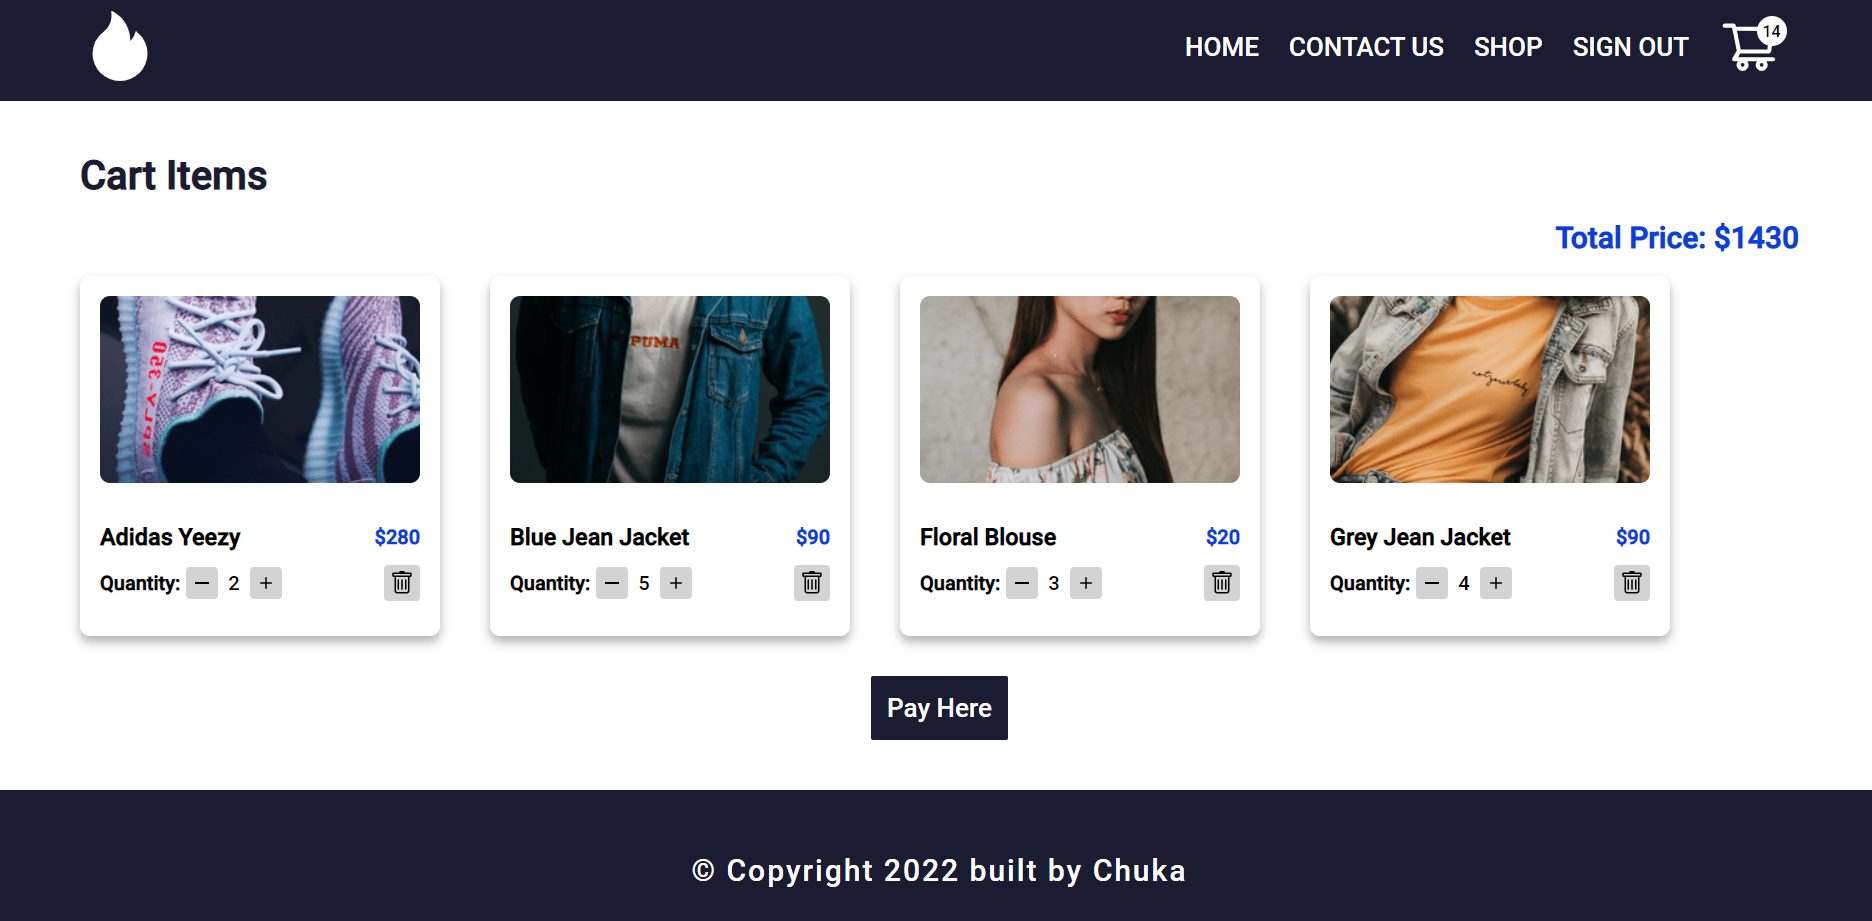 HOME CONTACT US SHOP SIGN OUT 14
Cart Items
Total Price: $1430
SPLY-350
PUMA
notyourbaby
Adidas Yeezy $280
Quantity: − 2 +
Blue Jean Jacket $90
Quantity: − 5 +
Floral Blouse $20
Quantity: − 3 +
Grey Jean Jacket $90
Quantity: − 4 +
Pay Here
© Copyright 2022 built by Chuka